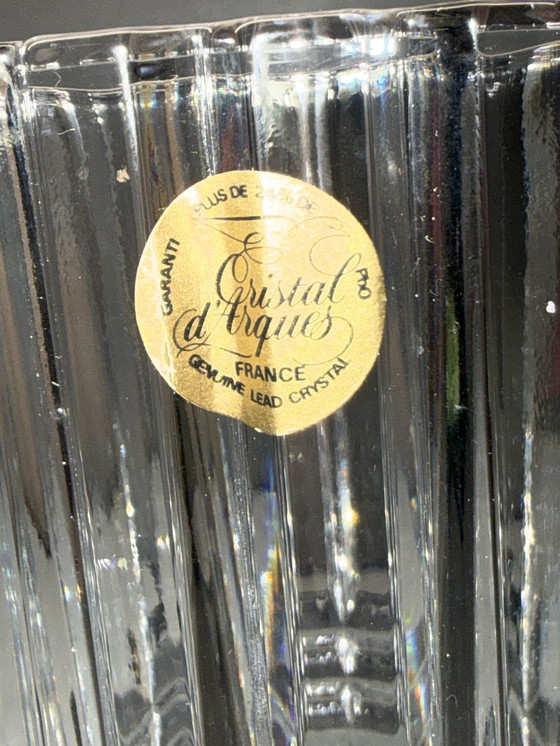 GARANTI PLUS DE 24% DE PbO
Cristal
d'Arques
FRANCE
GENUINE LEAD CRYSTAL